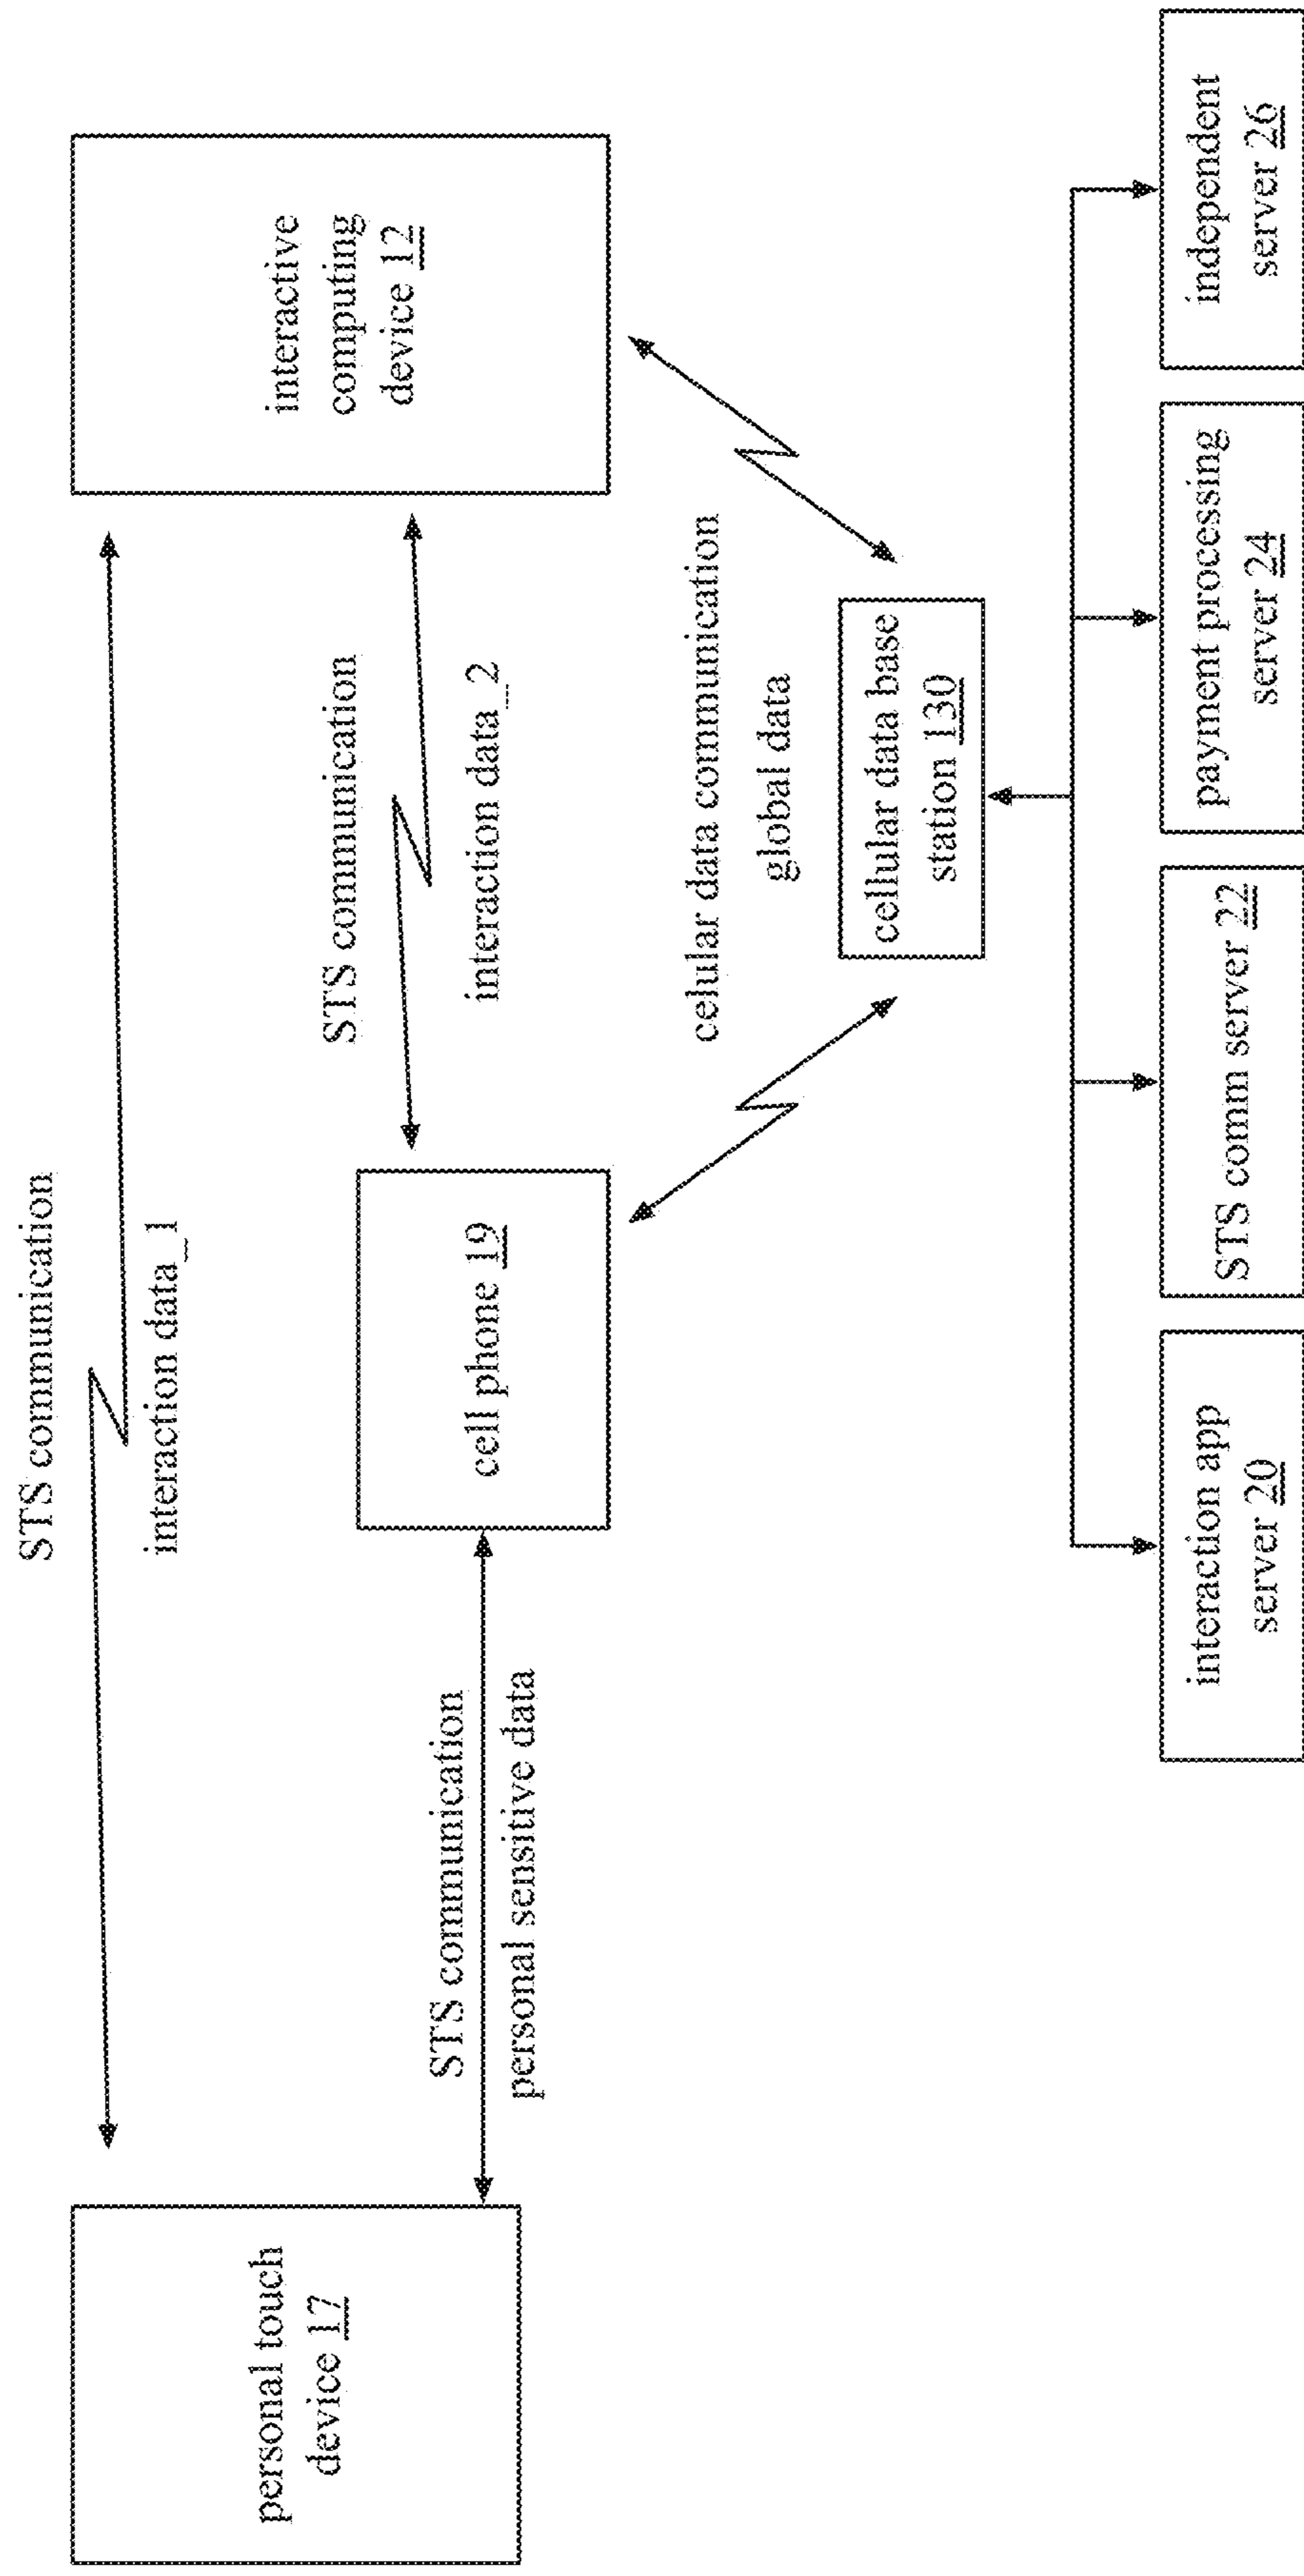 STS communication
interaction data_1
personal touch
device 17
interactive
computing
device 12
STS communication
interaction data_2
STS communication
personal sensitive data
cell phone 19
celular data communication
global data
cellular data base
station 130
interaction app
server 20
STS comm server 22
payment processing
server 24
independent
server 26